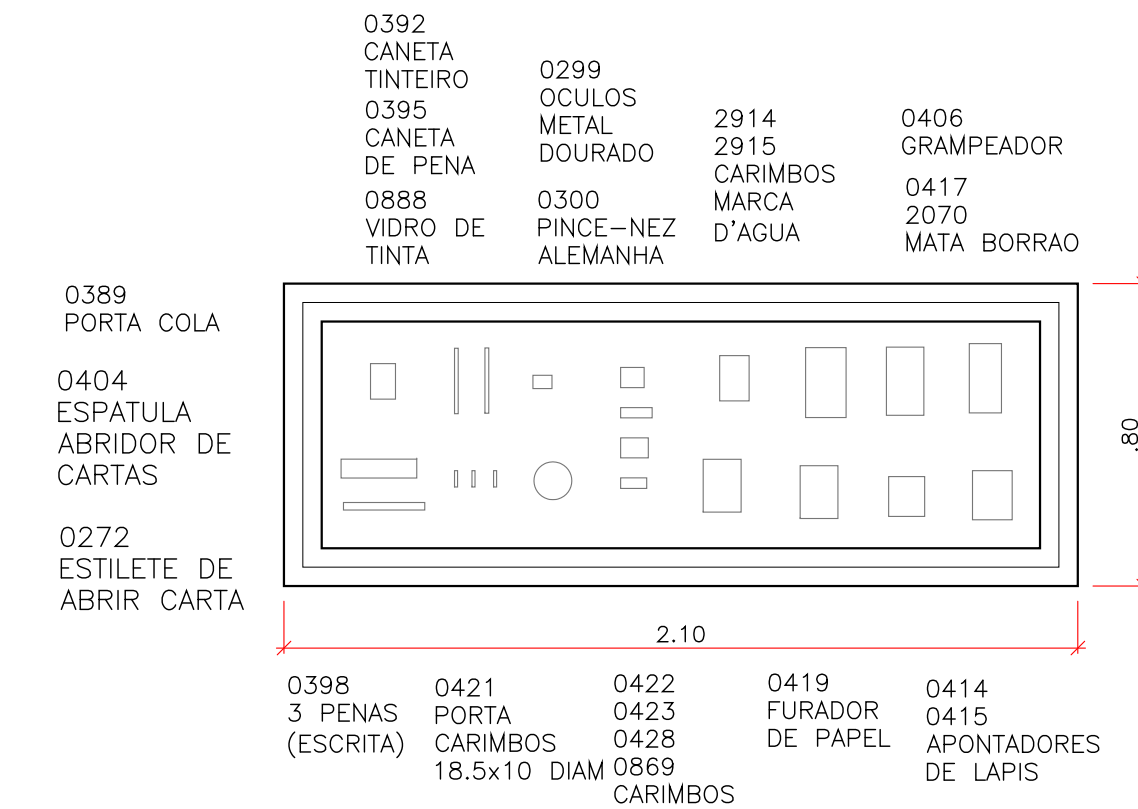 0392
CANETA
TINTEIRO
0395
CANETA
DE PENA
0888
VIDRO DE
TINTA
0299
OCULOS
METAL
DOURADO
0300
PINCE-NEZ
ALEMANHA
2914
2915
CARIMBOS
MARCA
D'AGUA
0406
GRAMPEADOR
0417
2070
MATA BORRAO
0389
PORTA COLA
0404
ESPATULA
ABRIDOR DE
CARTAS
0272
ESTILETE DE
ABRIR CARTA
.80
2.10
0398
3 PENAS
(ESCRITA)
0421
PORTA
CARIMBOS
18.5x10 DIAM
0422
0423
0428
0869
CARIMBOS
0419
FURADOR
DE PAPEL
0414
0415
APONTADORES
DE LAPIS